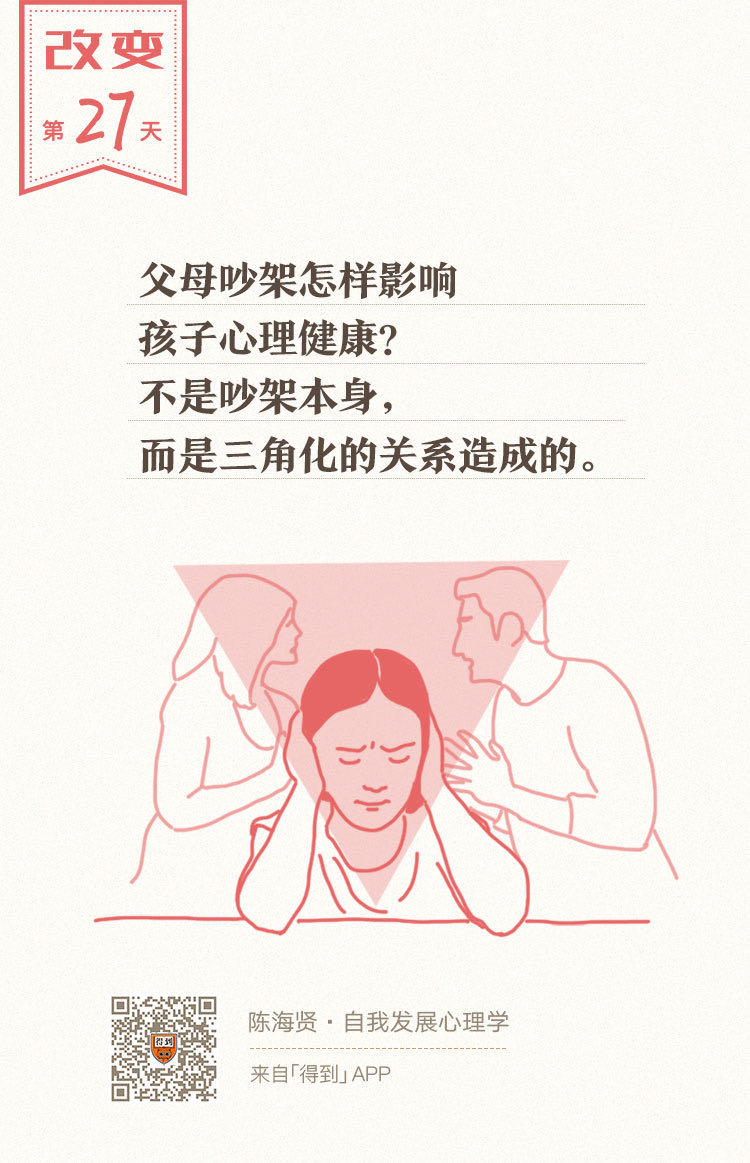 改变
第27天
父母吵架怎样影响
孩子心理健康?
不是吵架本身,
而是三角化的关系造成的。
得到
陈海贤·自我发展心理学
来自「得到」APP